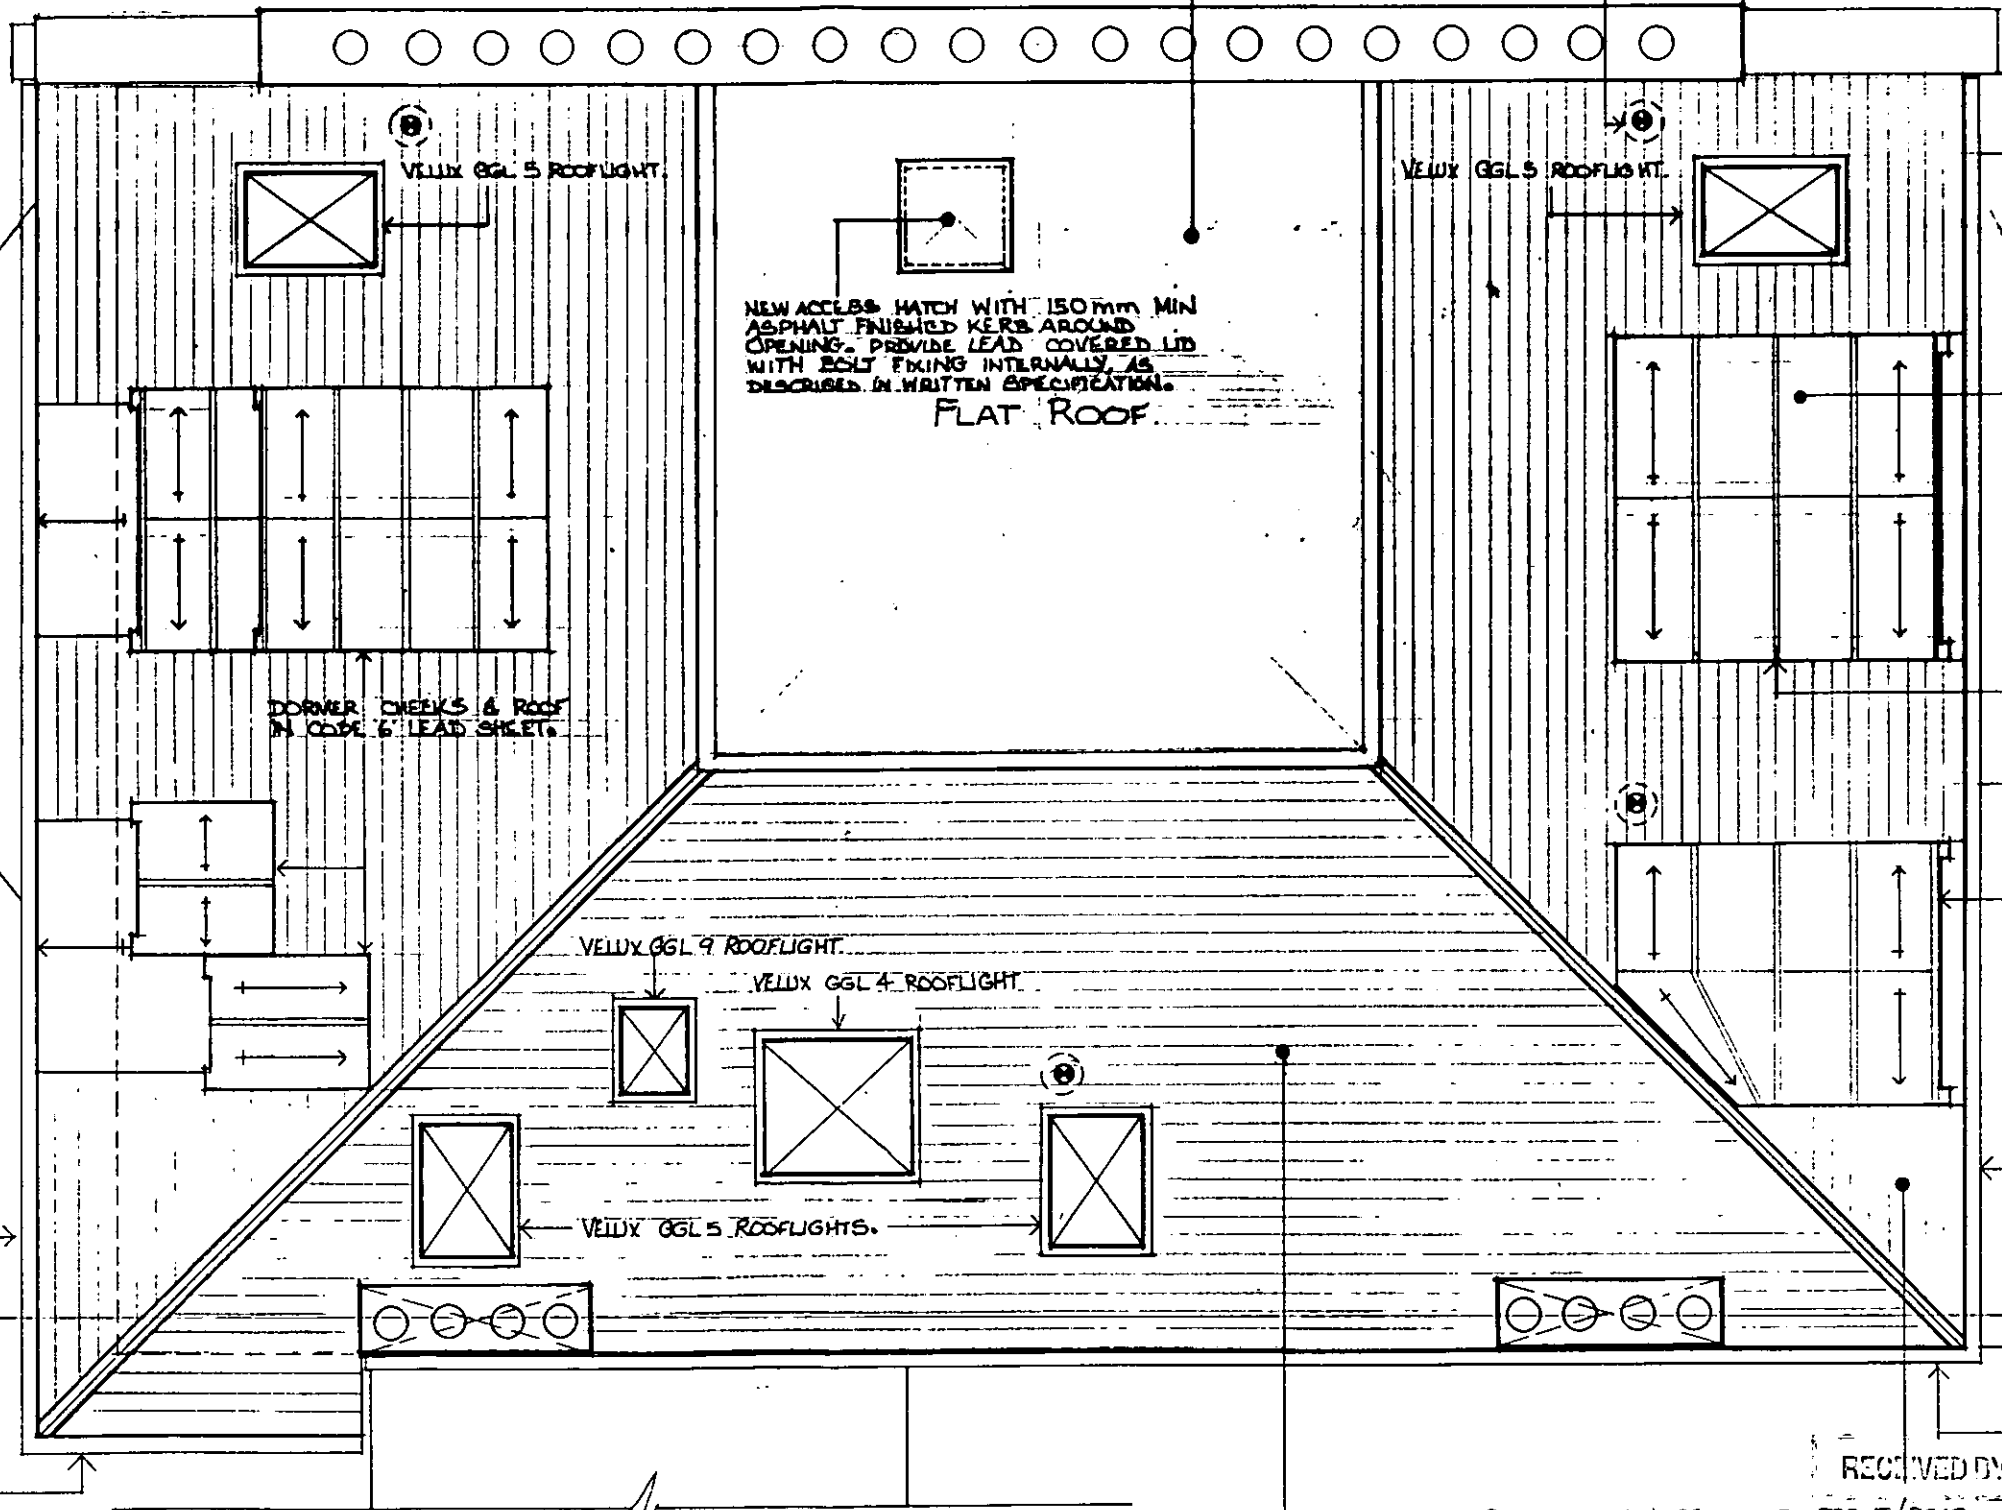 VELUX GGL 5 ROOFLIGHT.
VELUX GGL 5 ROOFLIGHT.
NEW ACCESS HATCH WITH 150mm MIN
ASPHALT FINISHED KERB AROUND
OPENING. PROVIDE LEAD COVERED LID
WITH BOLT FIXING INTERNALLY, AS
DESCRIBED IN WRITTEN SPECIFICATION.
FLAT ROOF.
DORMER CHEEKS & ROOF
IN CODE 6 LEAD SHEET.
VELUX GGL 9 ROOFLIGHT.
VELUX GGL 4 ROOFLIGHT
VELUX GGL 5 ROOFLIGHTS.
RECEIVED BY